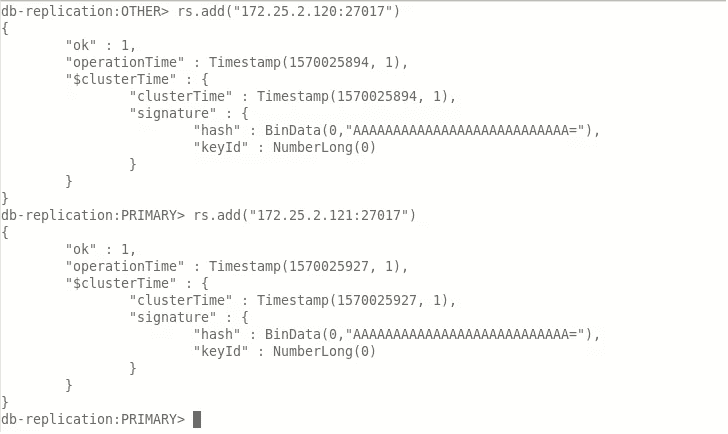 db-replication:OTHER> rs.add("172.25.2.120:27017")
{
        "ok" : 1,
        "operationTime" : Timestamp(1570025894, 1),
        "$clusterTime" : {
                "clusterTime" : Timestamp(1570025894, 1),
                "signature" : {
                        "hash" : BinData(0,"AAAAAAAAAAAAAAAAAAAAAAAAAAA="),
                        "keyId" : NumberLong(0)
                }
        }
}
db-replication:PRIMARY> rs.add("172.25.2.121:27017")
{
        "ok" : 1,
        "operationTime" : Timestamp(1570025927, 1),
        "$clusterTime" : {
                "clusterTime" : Timestamp(1570025927, 1),
                "signature" : {
                        "hash" : BinData(0,"AAAAAAAAAAAAAAAAAAAAAAAAAAA="),
                        "keyId" : NumberLong(0)
                }
        }
}
db-replication:PRIMARY>